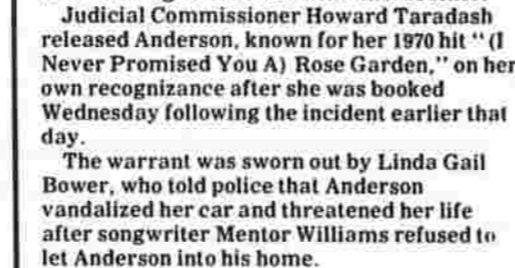 Judicial Commissioner Howard Taradash
released Anderson, known for her 1970 hit "(I
Never Promised You A) Rose Garden," on her
own recognizance after she was booked
Wednesday following the incident earlier that
day.
The warrant was sworn out by Linda Gail
Bower, who told police that Anderson
vandalized her car and threatened her life
after songwriter Mentor Williams refused to
let Anderson into his home.